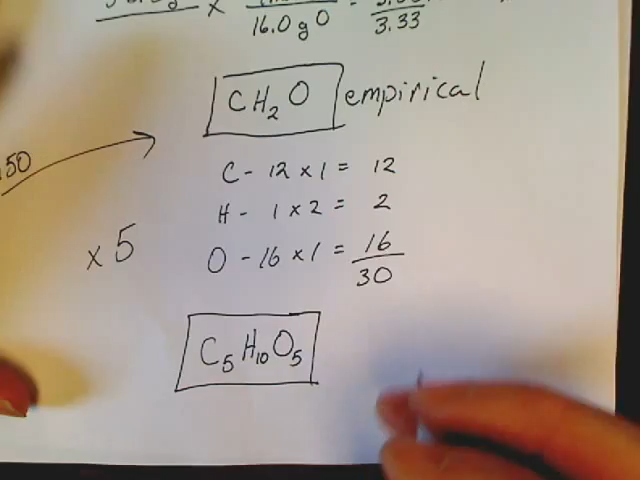 x 16.0 g O = 3.33
CH₂O empirical
50
C - 12 x 1 = 12
H - 1 x 2 = 2
x 5
O - 16 x 1 = 16
30
C₅H₁₀O₅